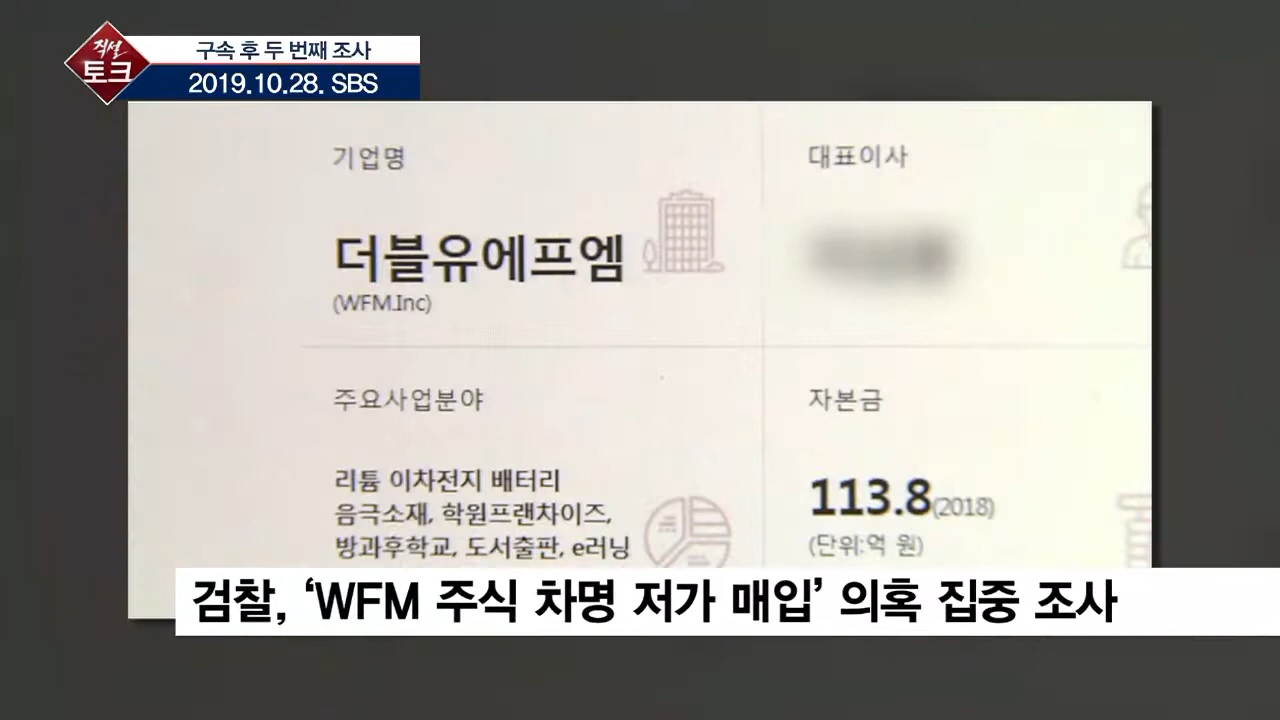 직설
토크
구속 후 두 번째 조사
2019.10.28. SBS
기업명
더블유에프엠
(WFM.Inc)
대표이사
주요사업분야
리튬 이차전지 배터리
음극소재, 학원프랜차이즈,
방과후학교, 도서출판, e러닝
자본금
113.8(2018)
(단위:억 원)
검찰, ‘WFM 주식 차명 저가 매입’ 의혹 집중 조사